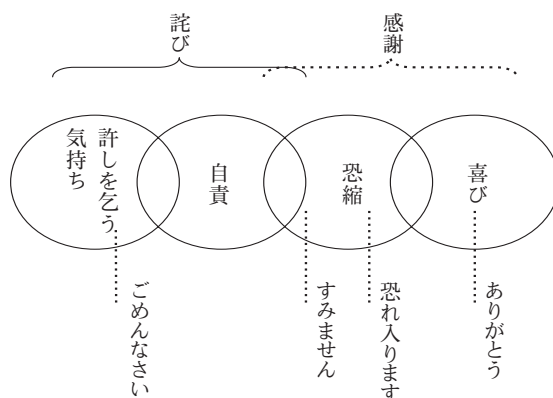 感謝
詫び
喜び
恐縮
自責
許しを乞う
気持ち
ありがとう
恐れ入ります
すみません
ごめんなさい